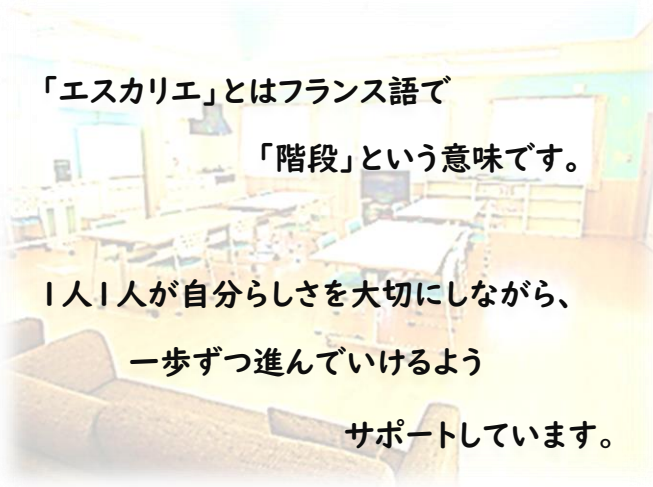 「エスカリエ」とはフランス語で
「階段」という意味です。
1人1人が自分らしさを大切にしながら、
一歩ずつ進んでいけるよう
サポートしています。